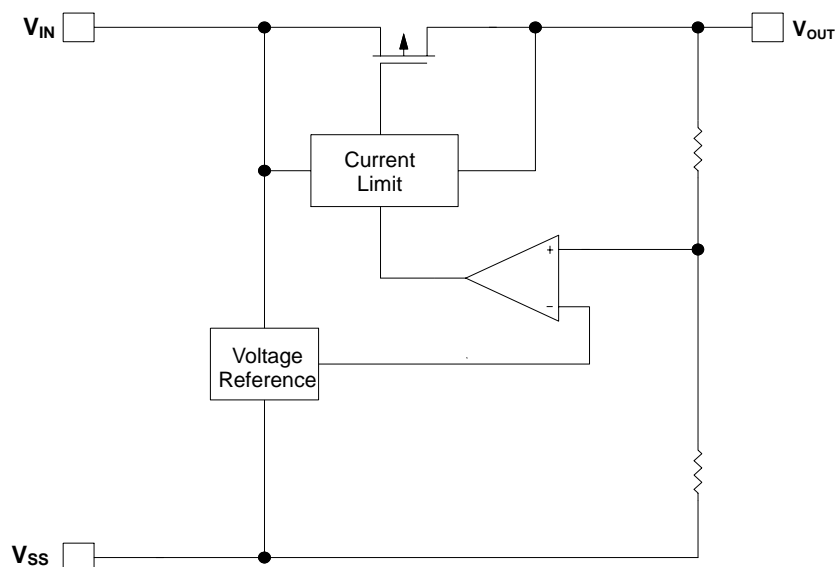 VIN
VOUT
Current
Limit
+
−
Voltage
Reference
VSS